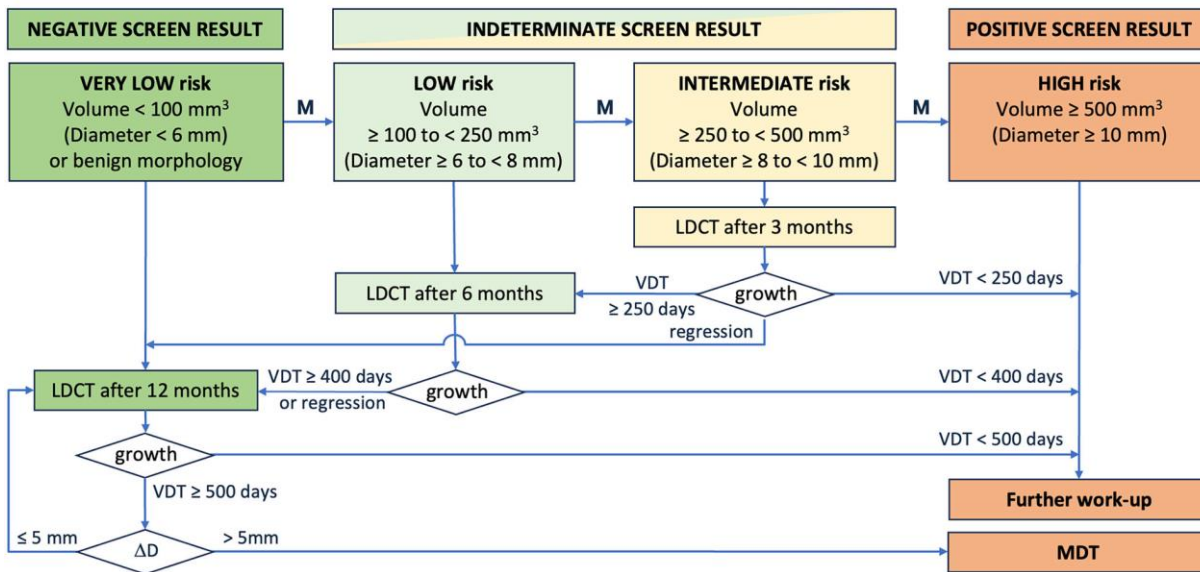 NEGATIVE SCREEN RESULT
INDETERMINATE SCREEN RESULT
POSITIVE SCREEN RESULT
VERY LOW risk
Volume < 100 mm³
(Diameter < 6 mm)
or benign morphology
M
LOW risk
Volume
≥ 100 to < 250 mm³
(Diameter ≥ 6 to < 8 mm)
M
INTERMEDIATE risk
Volume
≥ 250 to < 500 mm³
(Diameter ≥ 8 to < 10 mm)
M
HIGH risk
Volume ≥ 500 mm³
(Diameter ≥ 10 mm)
LDCT after 3 months
LDCT after 6 months
VDT
≥ 250 days
growth
VDT < 250 days
regression
LDCT after 12 months
VDT ≥ 400 days
or regression
growth
VDT < 400 days
growth
VDT < 500 days
VDT ≥ 500 days
Further work-up
≤ 5 mm
ΔD
> 5mm
MDT